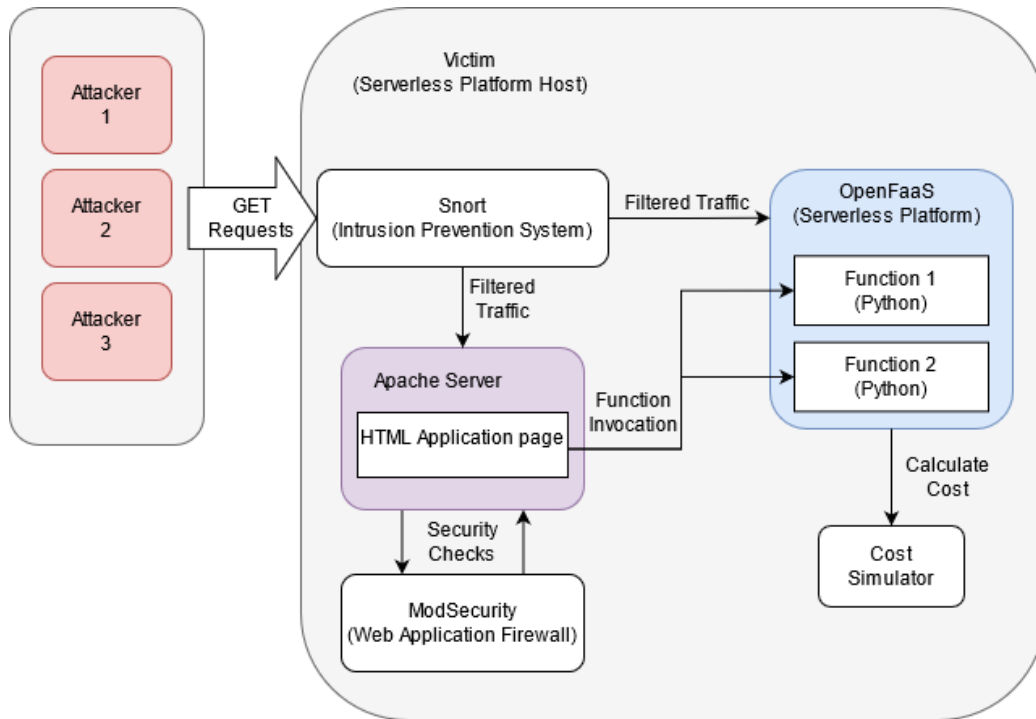 Attacker
1
Attacker
2
Attacker
3
GET
Requests
Victim
(Serverless Platform Host)
Snort
(Intrusion Prevention System)
Filtered Traffic
OpenFaaS
(Serverless Platform)
Function 1
(Python)
Function 2
(Python)
Filtered
Traffic
Apache Server
HTML Application page
Function
Invocation
Security
Checks
ModSecurity
(Web Application Firewall)
Calculate
Cost
Cost
Simulator